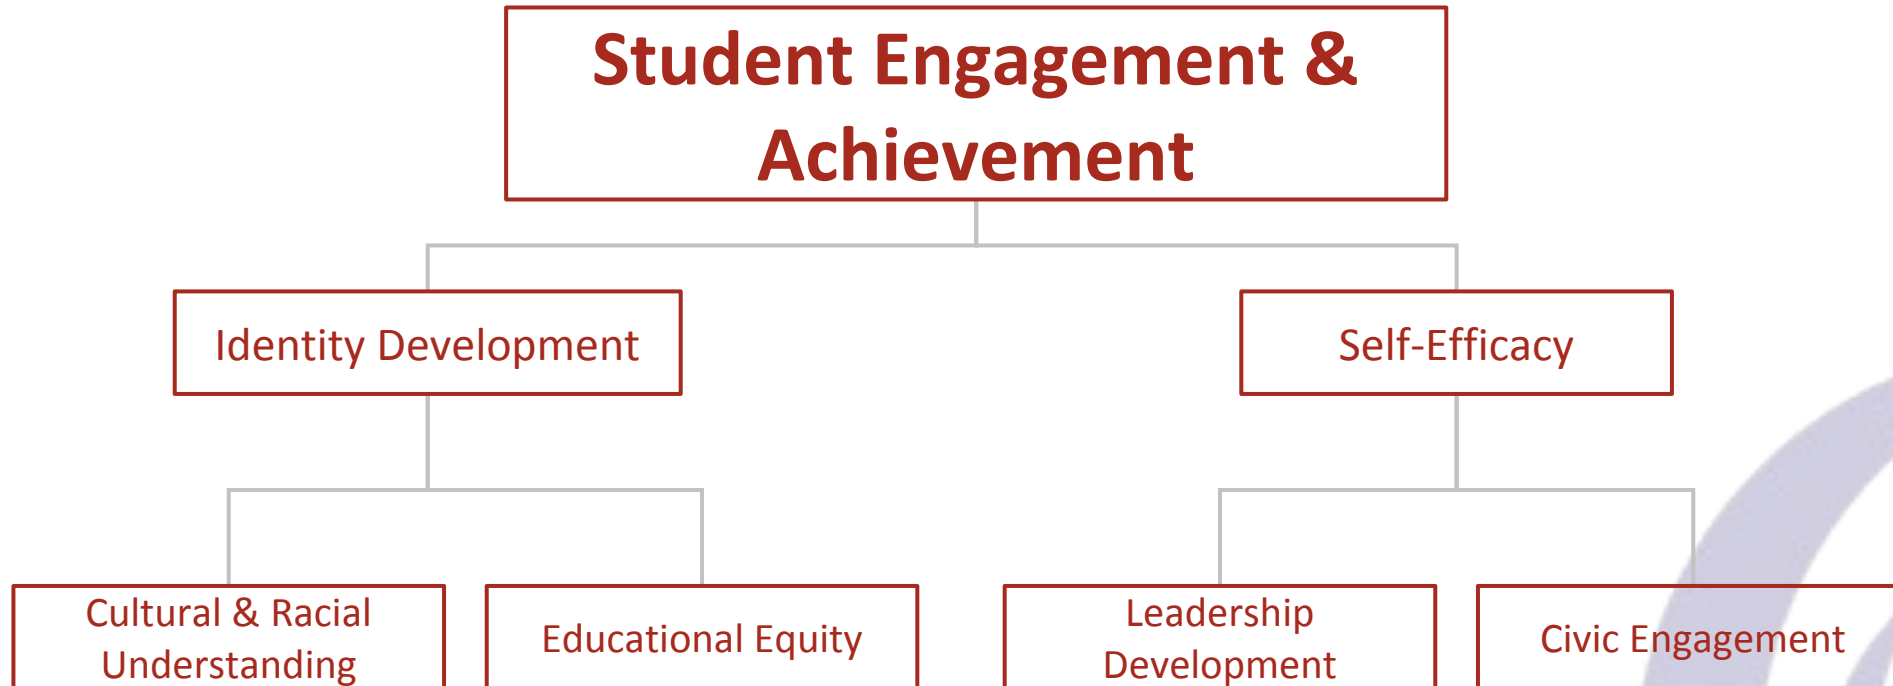 Student Engagement &
Achievement
Identity Development
Self-Efficacy
Cultural & Racial
Understanding
Educational Equity
Leadership
Development
Civic Engagement